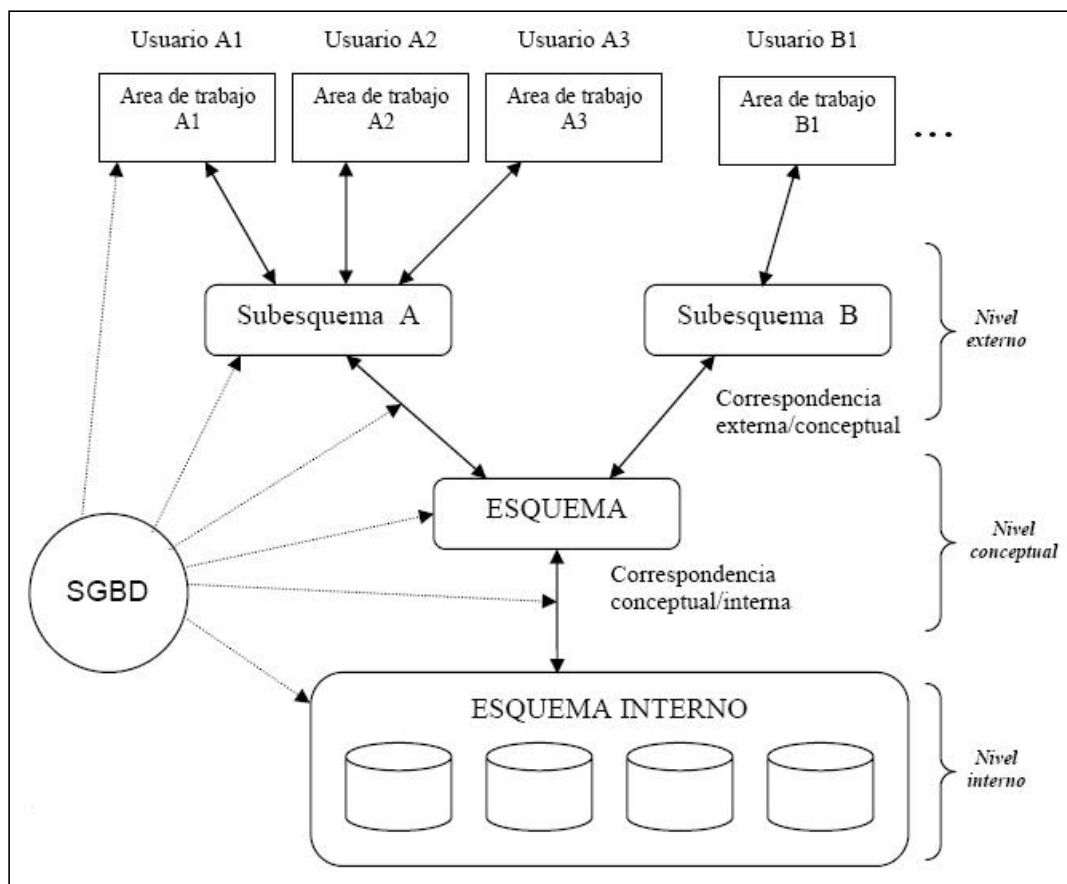 Usuario A1
Usuario A2
Usuario A3
Usuario B1
Area de trabajo
A1
Area de trabajo
A2
Area de trabajo
A3
Area de trabajo
B1
...
Subesquema A
Subesquema B
Nivel
externo
Correspondencia
externa/conceptual
ESQUEMA
Nivel
conceptual
SGBD
Correspondencia
conceptual/interna
ESQUEMA INTERNO
Nivel
interno